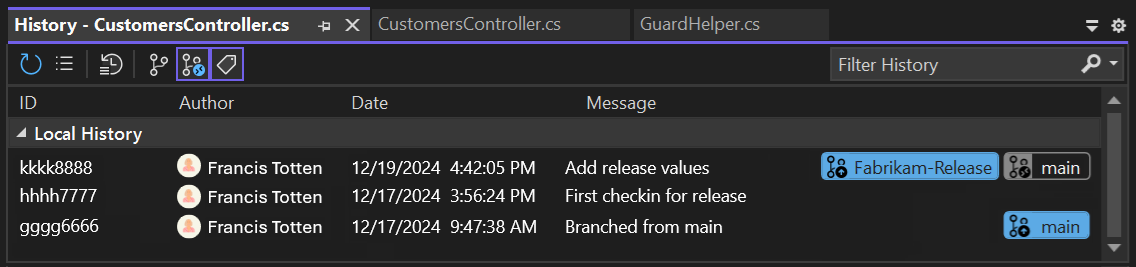 History - CustomersController.cs CustomersController.cs GuardHelper.cs
Filter History
ID Author Date Message
Local History
kkkk8888 Francis Totten 12/19/2024 4:42:05 PM Add release values Fabrikam-Release main
hhhh7777 Francis Totten 12/17/2024 3:56:24 PM First checkin for release
gggg6666 Francis Totten 12/17/2024 9:47:38 AM Branched from main main